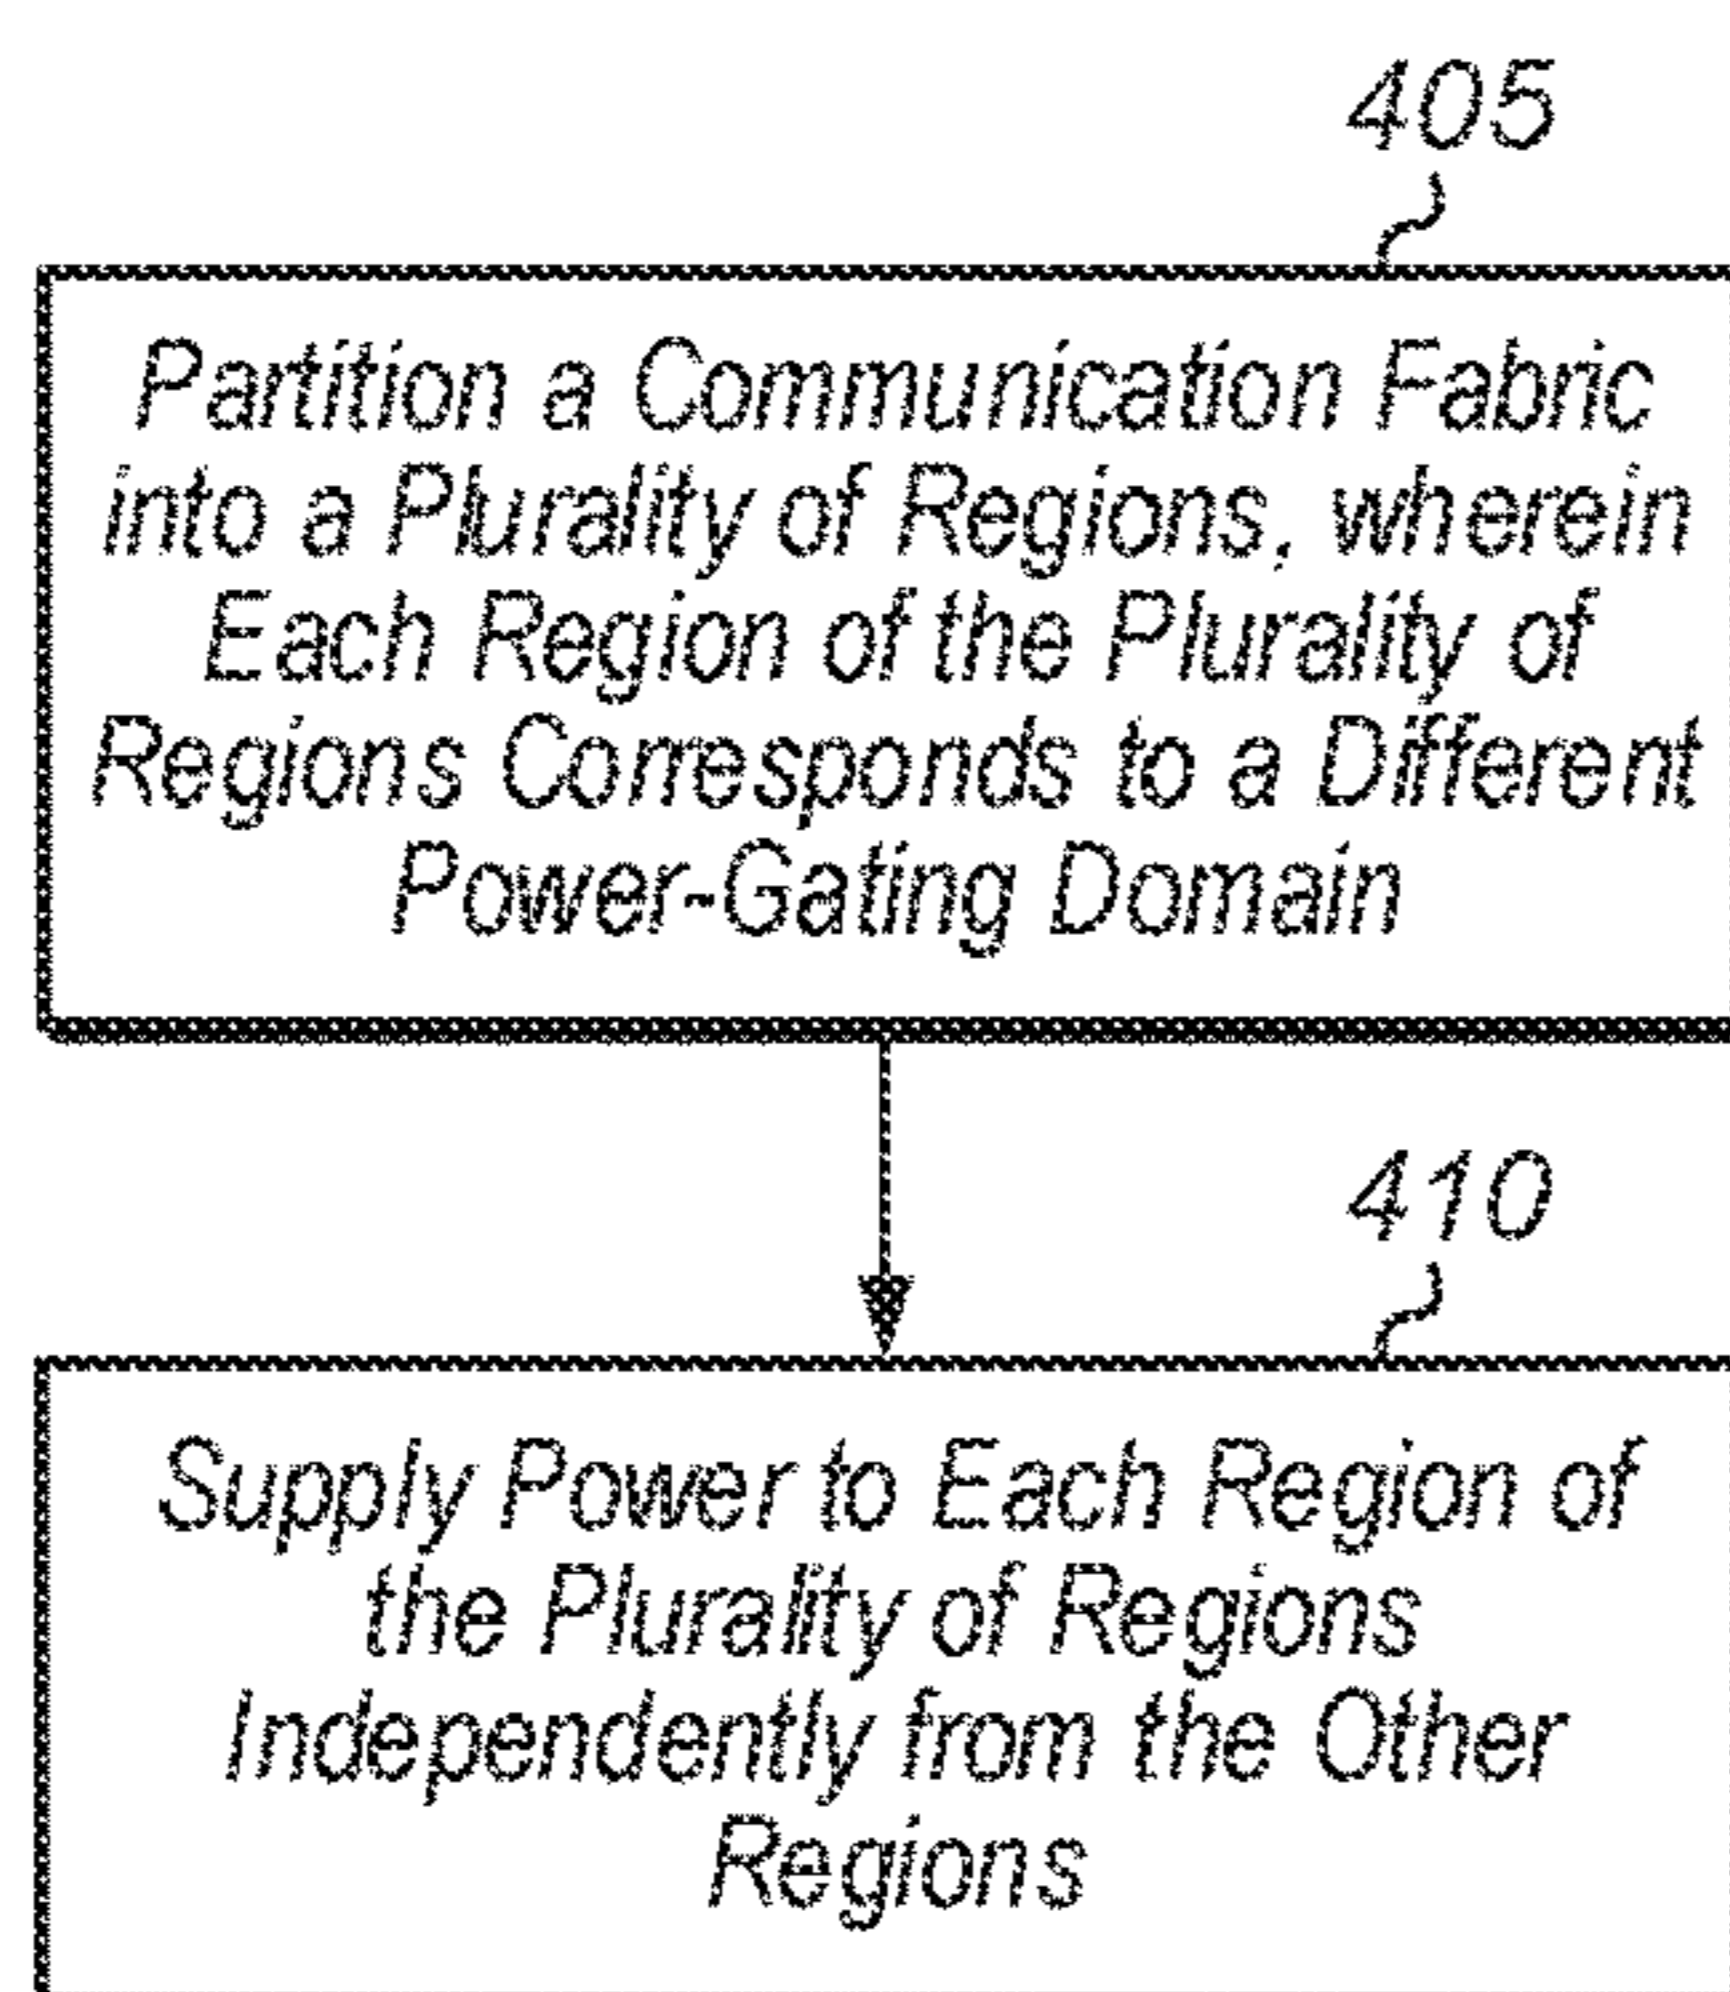 405
Partition a Communication Fabric
into a Plurality of Regions, wherein
Each Region of the Plurality of
Regions Corresponds to a Different
Power-Gating Domain
410
Supply Power to Each Region of
the Plurality of Regions
Independently from the Other
Regions